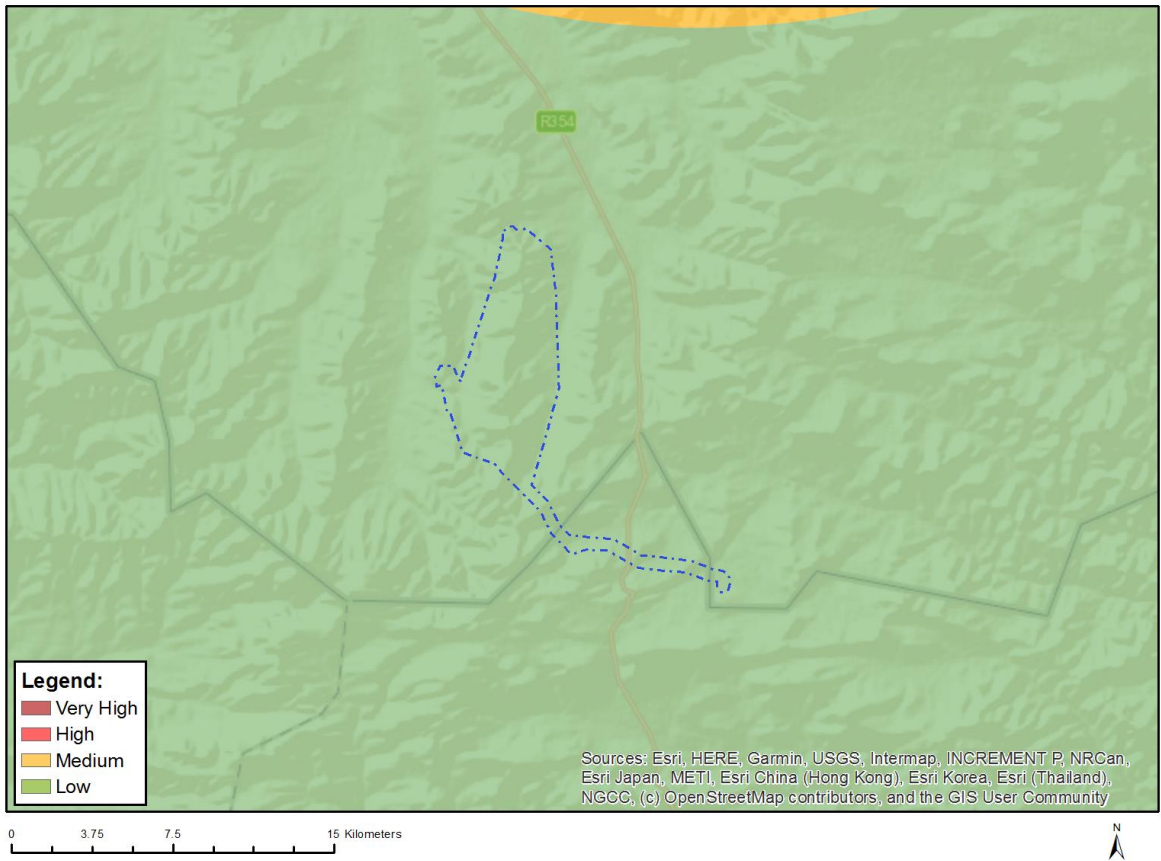 R354
Legend:
Very High
High
Medium
Low
Sources: Esri, HERE, Garmin, USGS, Intermap, INCREMENT P, NRCan,
Esri Japan, METI, Esri China (Hong Kong), Esri Korea, Esri (Thailand),
NGCC, (c) OpenStreetMap contributors, and the GIS User Community
0 3.75 7.5 15 Kilometers
N